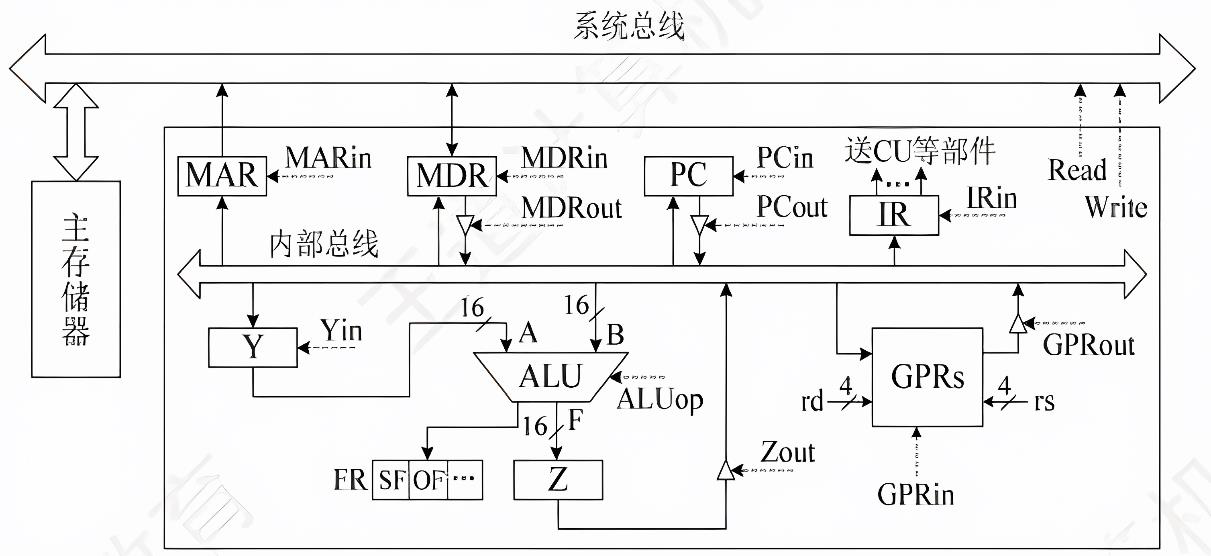 系统总线
MAR
MARin
MDR
MDRin
MDRout
PC
PCin
PCout
送CU等部件
IR
IRin
Read
Write
主存储器
内部总线
Y
Yin
16
A
16
B
ALU
ALUop
16
F
FR
SF
OF
Z
Zout
GPRs
GPRout
rd
4
4
rs
GPRin